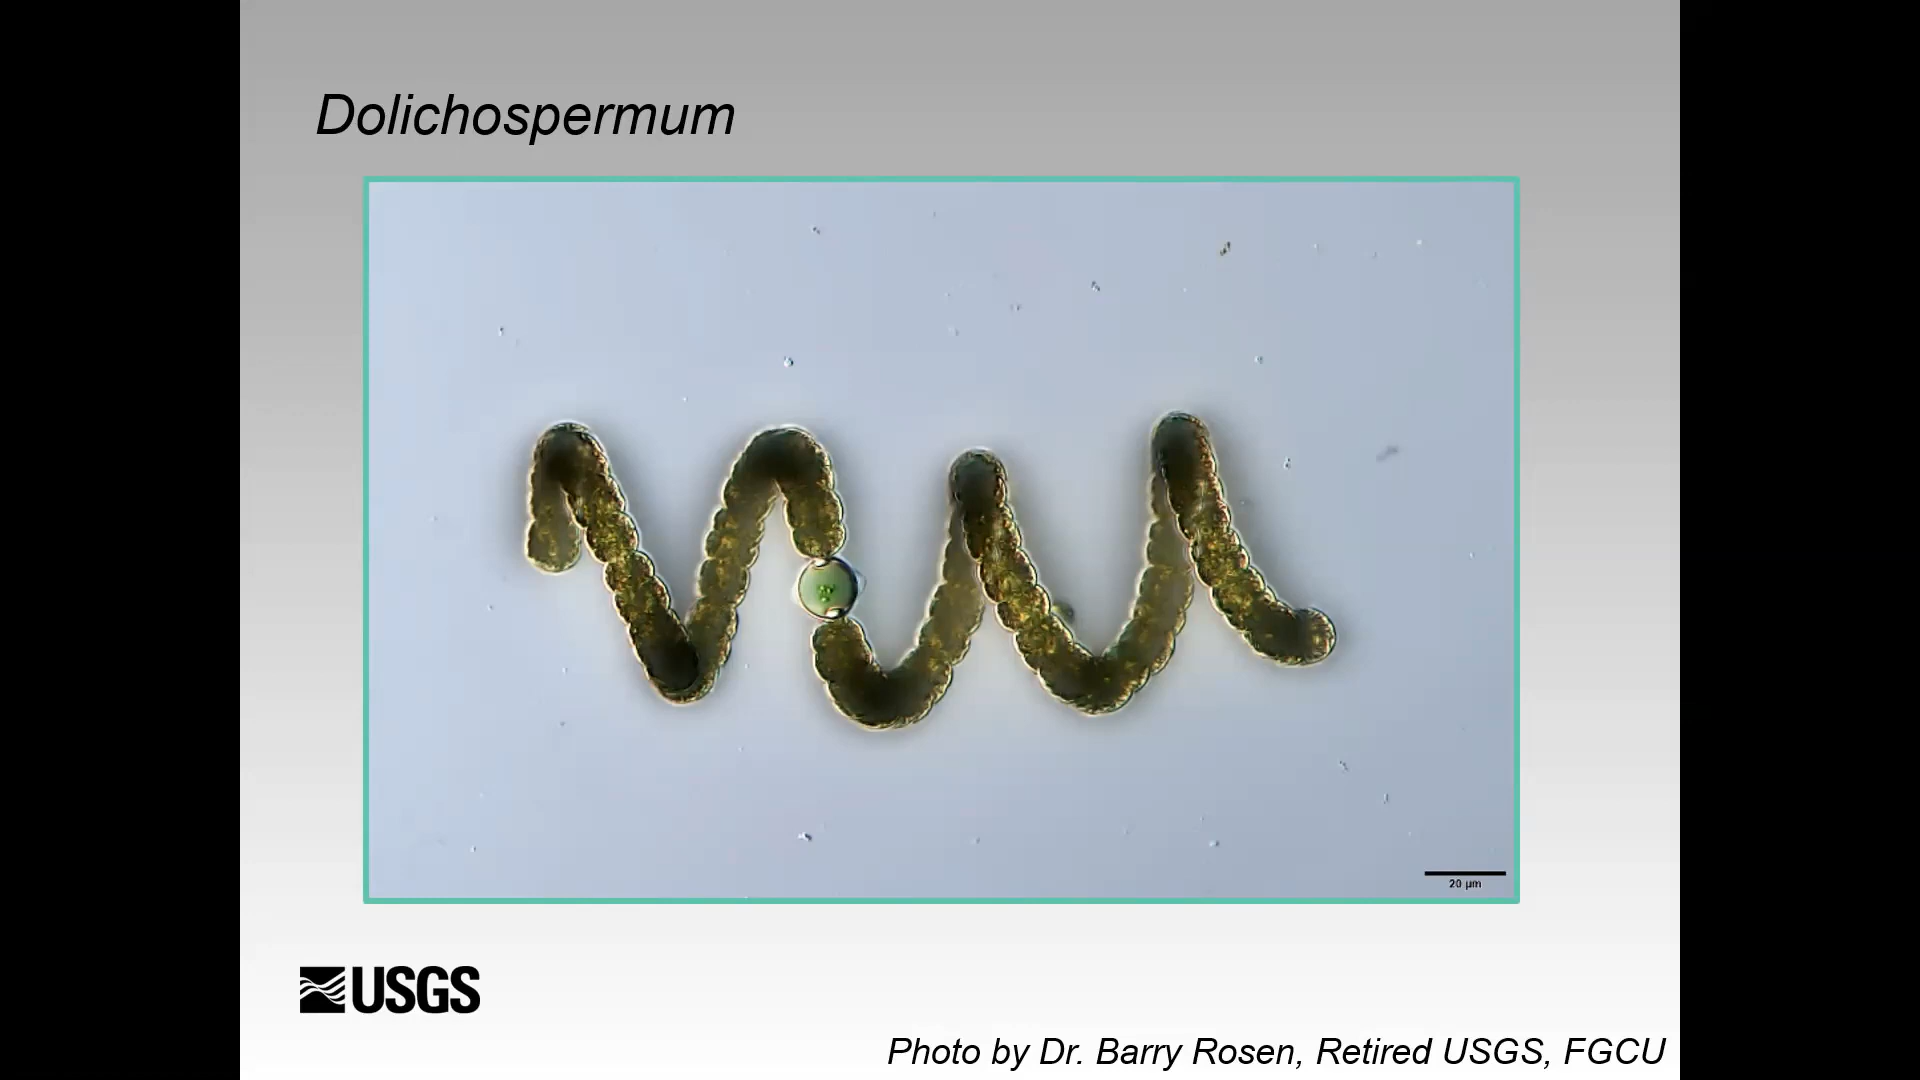 Dolichospermum
20 µm
USGS
Photo by Dr. Barry Rosen, Retired USGS, FGCU